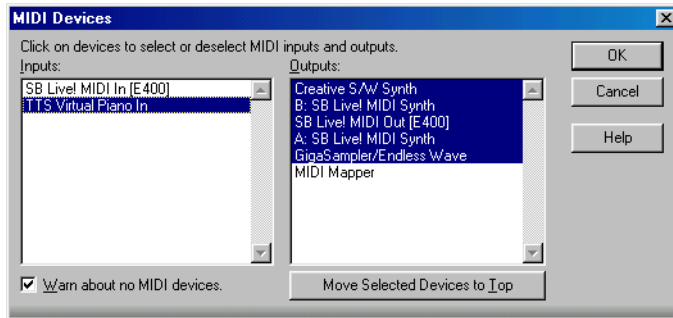 MIDI Devices
Click on devices to select or deselect MIDI inputs and outputs.
Inputs:
SB Live! MIDI In [E400]
TTS Virtual Piano In
Outputs:
Creative S/W Synth
B: SB Live! MIDI Synth
SB Live! MIDI Out [E400]
A: SB Live! MIDI Synth
GigaSampler/Endless Wave
MIDI Mapper
OK
Cancel
Help
Warn about no MIDI devices.
Move Selected Devices to Top